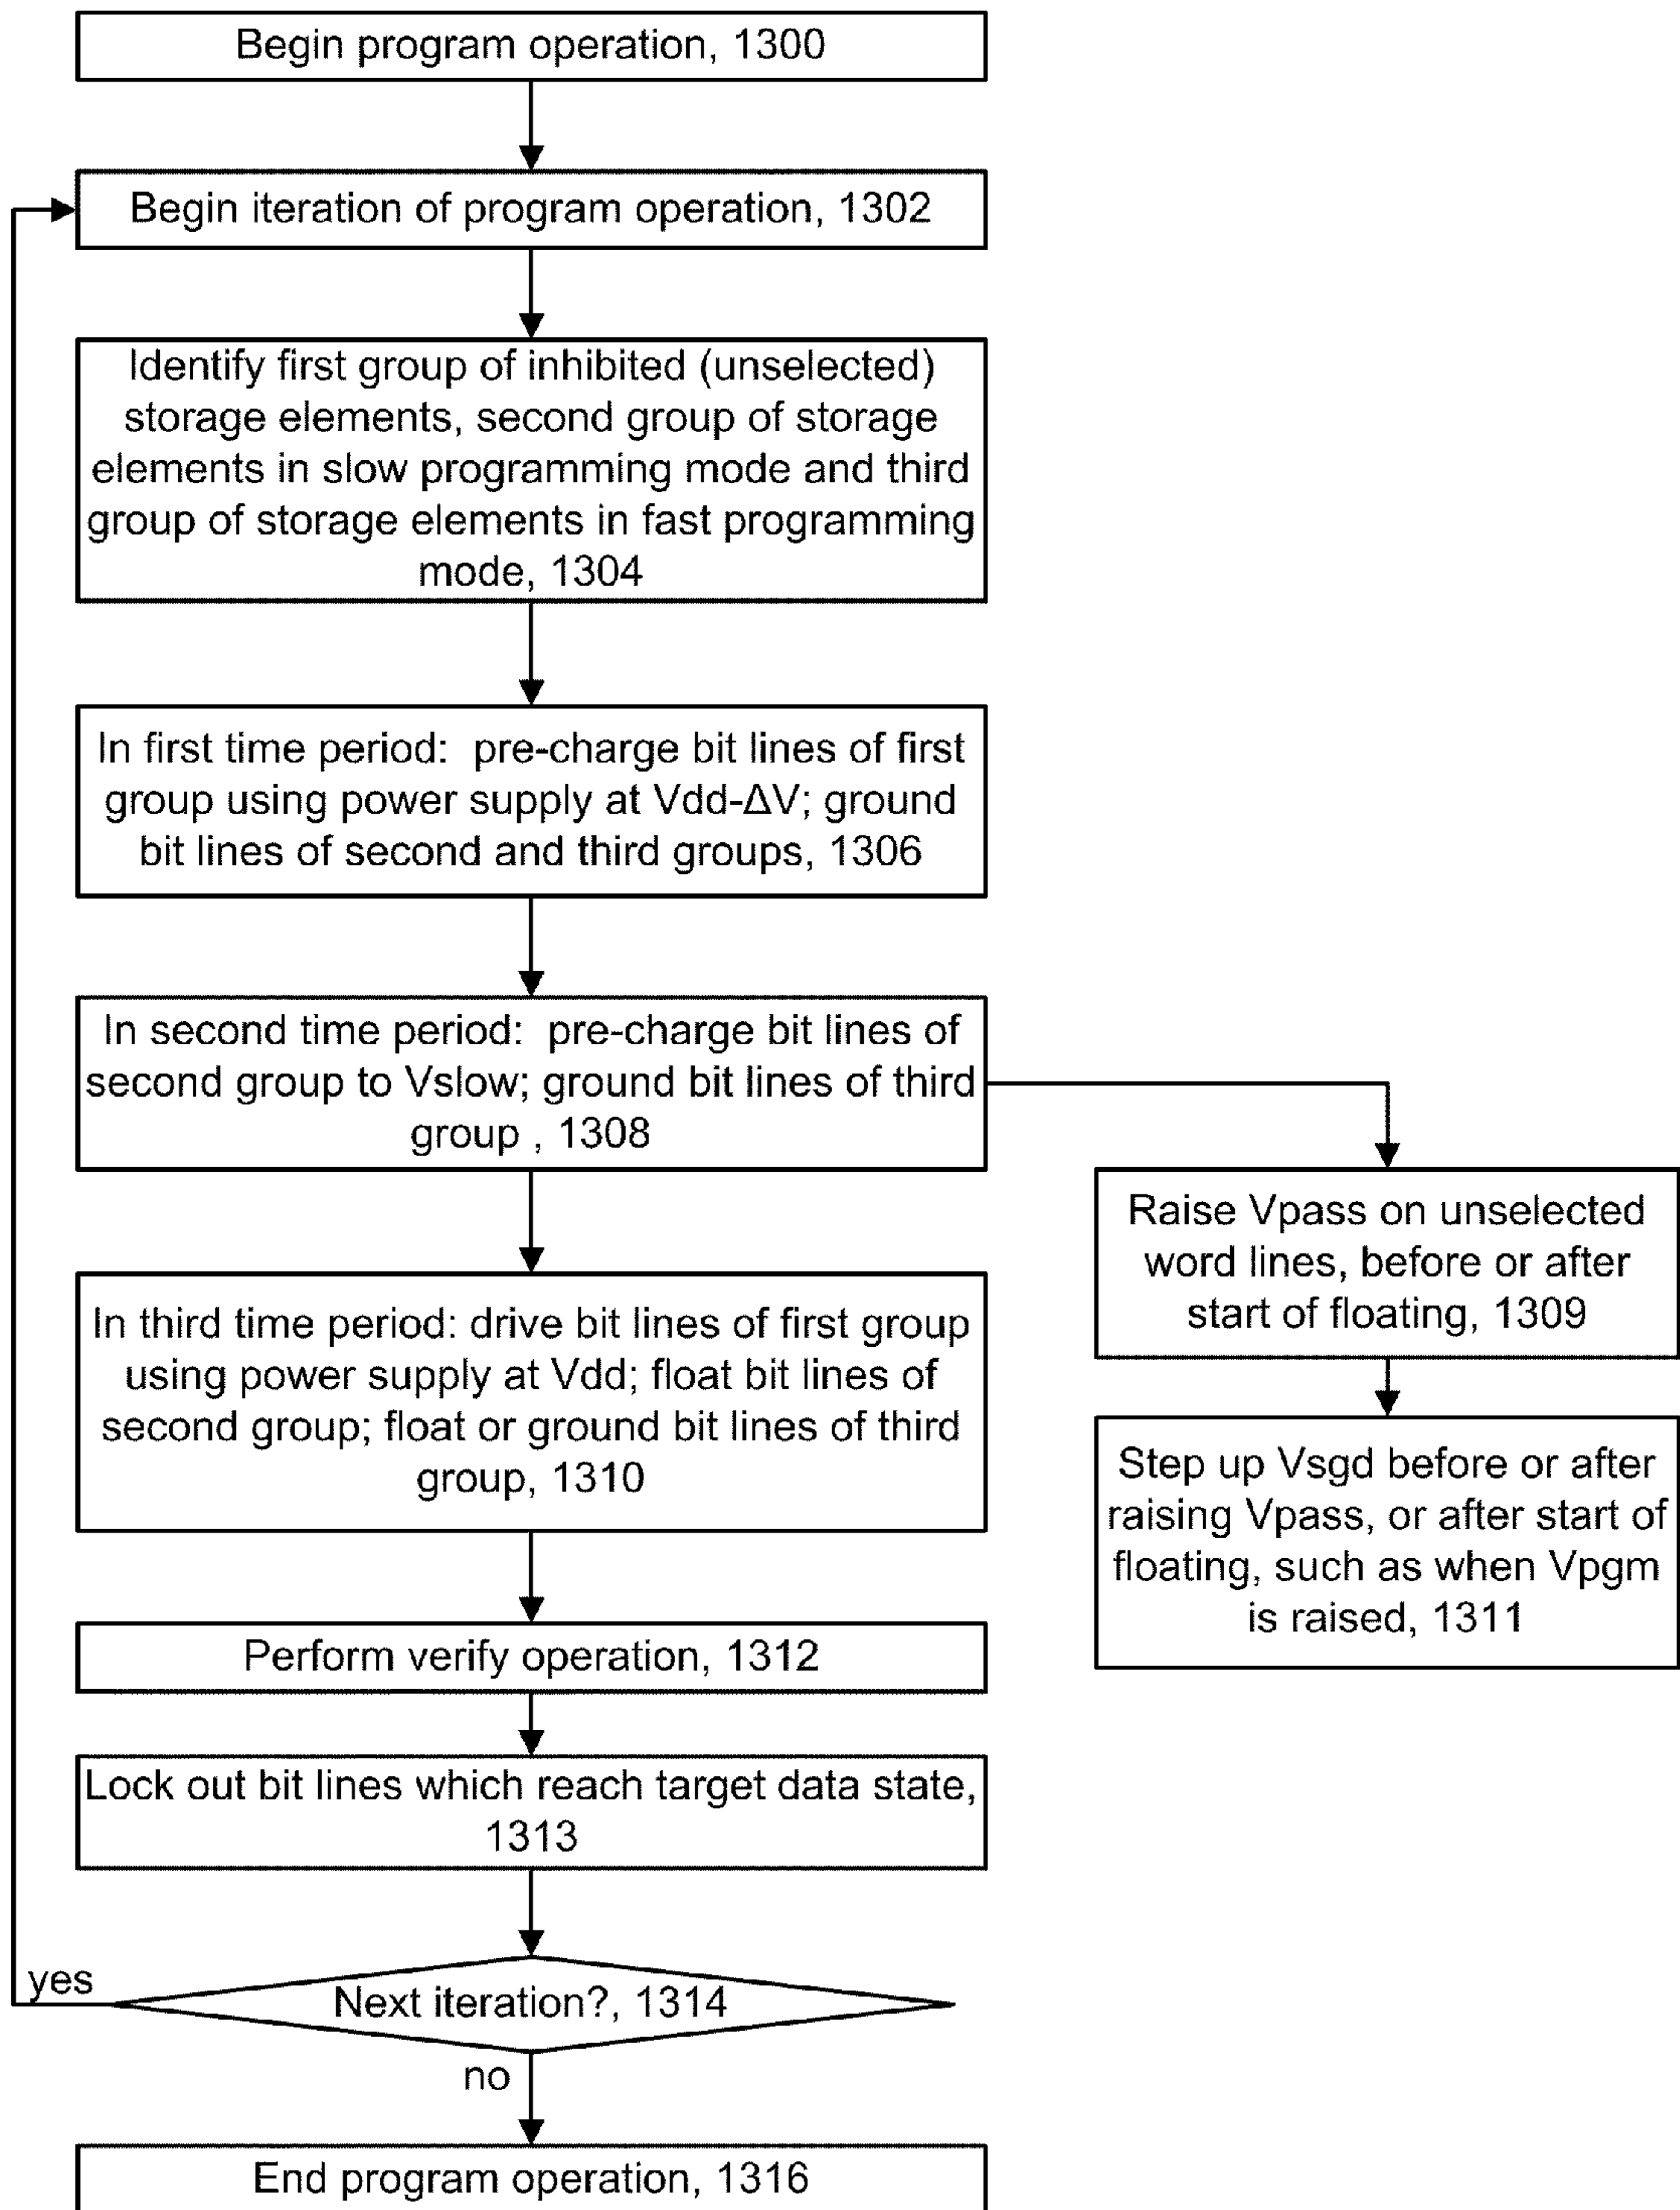 Begin program operation, 1300
Begin iteration of program operation, 1302
Identify first group of inhibited (unselected)
storage elements, second group of storage
elements in slow programming mode and third
group of storage elements in fast programming
mode, 1304
In first time period: pre-charge bit lines of first
group using power supply at Vdd-ΔV; ground
bit lines of second and third groups, 1306
In second time period: pre-charge bit lines of
second group to Vslow; ground bit lines of third
group , 1308
Raise Vpass on unselected
word lines, before or after
start of floating, 1309
Step up Vsgd before or after
raising Vpass, or after start of
floating, such as when Vpgm
is raised, 1311
In third time period: drive bit lines of first group
using power supply at Vdd; float bit lines of
second group; float or ground bit lines of third
group, 1310
Perform verify operation, 1312
Lock out bit lines which reach target data state,
1313
Next iteration?, 1314
yes
no
End program operation, 1316